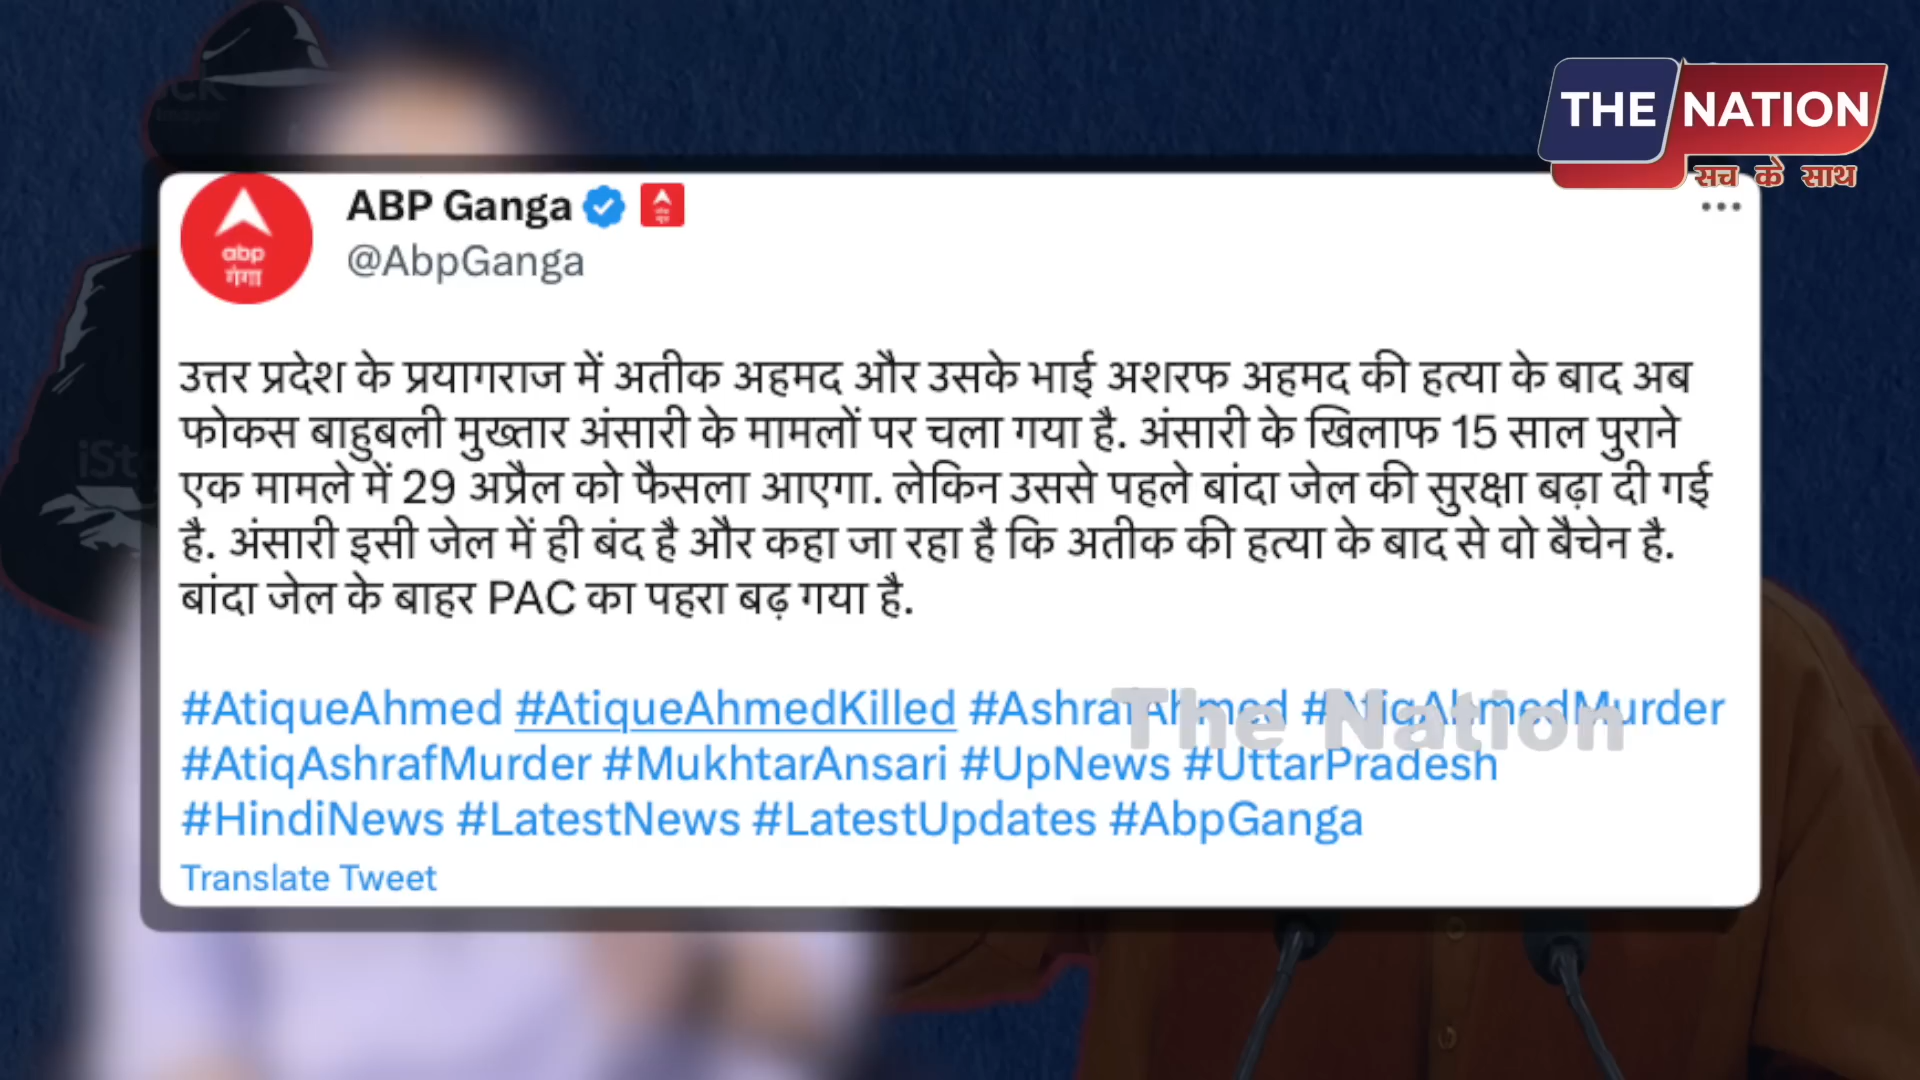 THE NATION
सच के साथ
ABP Ganga
@AbpGanga
abp
गंगा
उत्तर प्रदेश के प्रयागराज में अतीक अहमद और उसके भाई अशरफ अहमद की हत्या के बाद अब
फोकस बाहुबली मुख्तार अंसारी के मामलों पर चला गया है. अंसारी के खिलाफ 15 साल पुराने
एक मामले में 29 अप्रैल को फैसला आएगा. लेकिन उससे पहले बांदा जेल की सुरक्षा बढ़ा दी गई
है. अंसारी इसी जेल में ही बंद है और कहा जा रहा है कि अतीक की हत्या के बाद से वो बैचेन है.
बांदा जेल के बाहर PAC का पहरा बढ़ गया है.
#AtiqueAhmed #AtiqueAhmedKilled #AshrafAhmed #AtiqAhmedMurder
The Nation
#AtiqAshrafMurder #MukhtarAnsari #UpNews #UttarPradesh
#HindiNews #LatestNews #LatestUpdates #AbpGanga
Translate Tweet